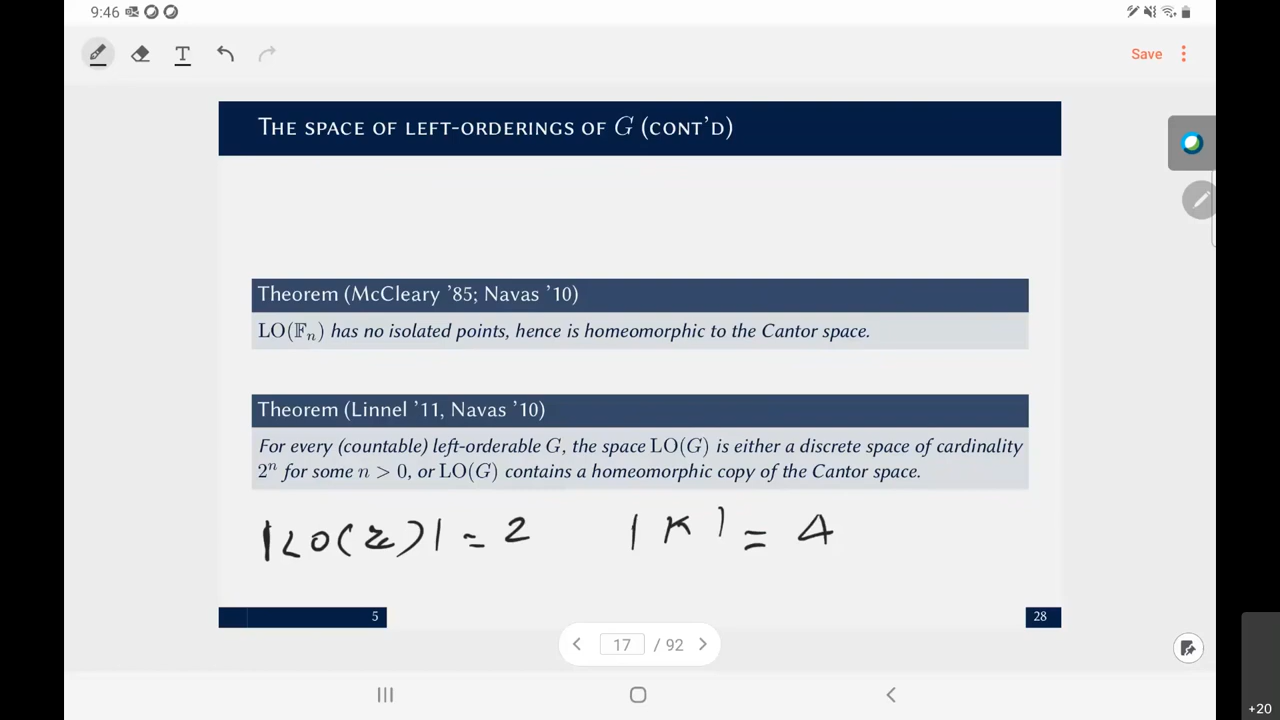 9:46
T
Save
THE SPACE OF LEFT-ORDERINGS OF G (CONT'D)
Theorem (McCleary '85; Navas '10)
LO(𝔽ₙ) has no isolated points, hence is homeomorphic to the Cantor space.
Theorem (Linnel '11, Navas '10)
For every (countable) left-orderable G, the space LO(G) is either a discrete space of cardinality
2ⁿ for some n > 0, or LO(G) contains a homeomorphic copy of the Cantor space.
|LO(ℤ)| = 2 |K| = 4
5
28
17 / 92
+20